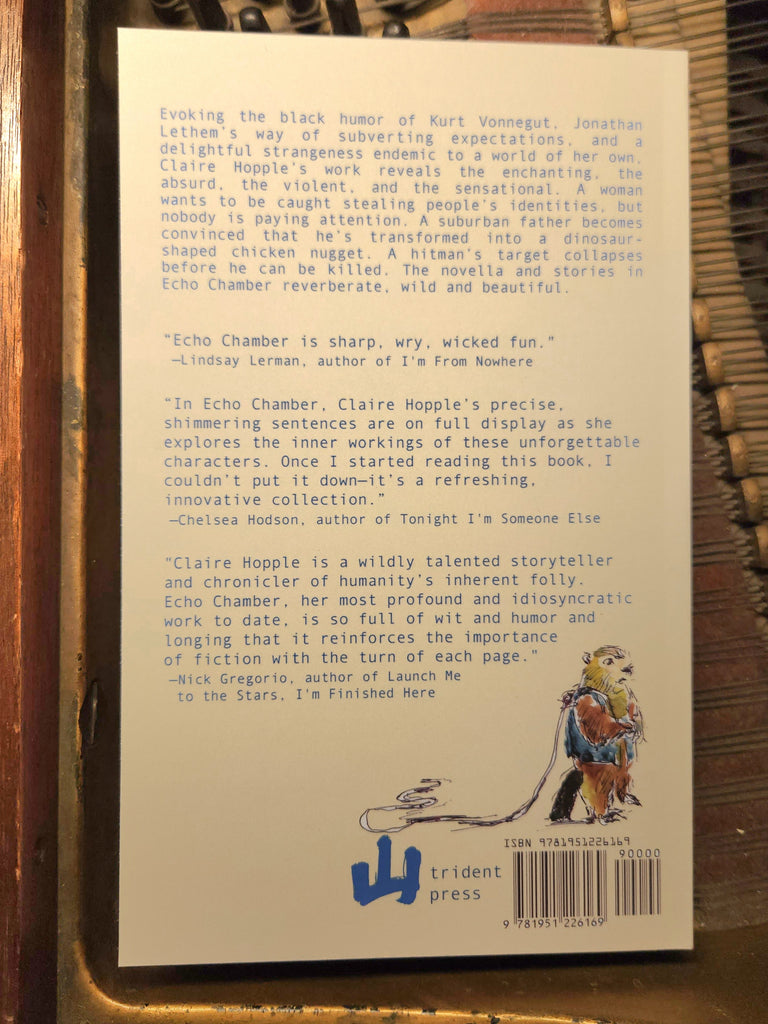 Evoking the black humor of Kurt Vonnegut, Jonathan
Lethem's way of subverting expectations, and a
delightful strangeness endemic to a world of her own,
Claire Hopple's work reveals the enchanting, the
absurd, the violent, and the sensational. A woman
wants to be caught stealing people's identities, but
nobody is paying attention. A suburban father becomes
convinced that he's transformed into a dinosaur-
shaped chicken nugget. A hitman's target collapses
before he can be killed. The novella and stories in
Echo Chamber reverberate, wild and beautiful.
"Echo Chamber is sharp, wry, wicked fun."
—Lindsay Lerman, author of I'm From Nowhere
"In Echo Chamber, Claire Hopple's precise,
shimmering sentences are on full display as she
explores the inner workings of these unforgettable
characters. Once I started reading this book, I
couldn't put it down—it's a refreshing,
innovative collection."
—Chelsea Hodson, author of Tonight I'm Someone Else
"Claire Hopple is a wildly talented storyteller
and chronicler of humanity's inherent folly.
Echo Chamber, her most profound and idiosyncratic
work to date, is so full of wit and humor and
longing that it reinforces the importance
of fiction with the turn of each page."
—Nick Gregorio, author of Launch Me
to the Stars, I'm Finished Here
trident
press
ISBN 9781951226169
90000
9 781951 226169